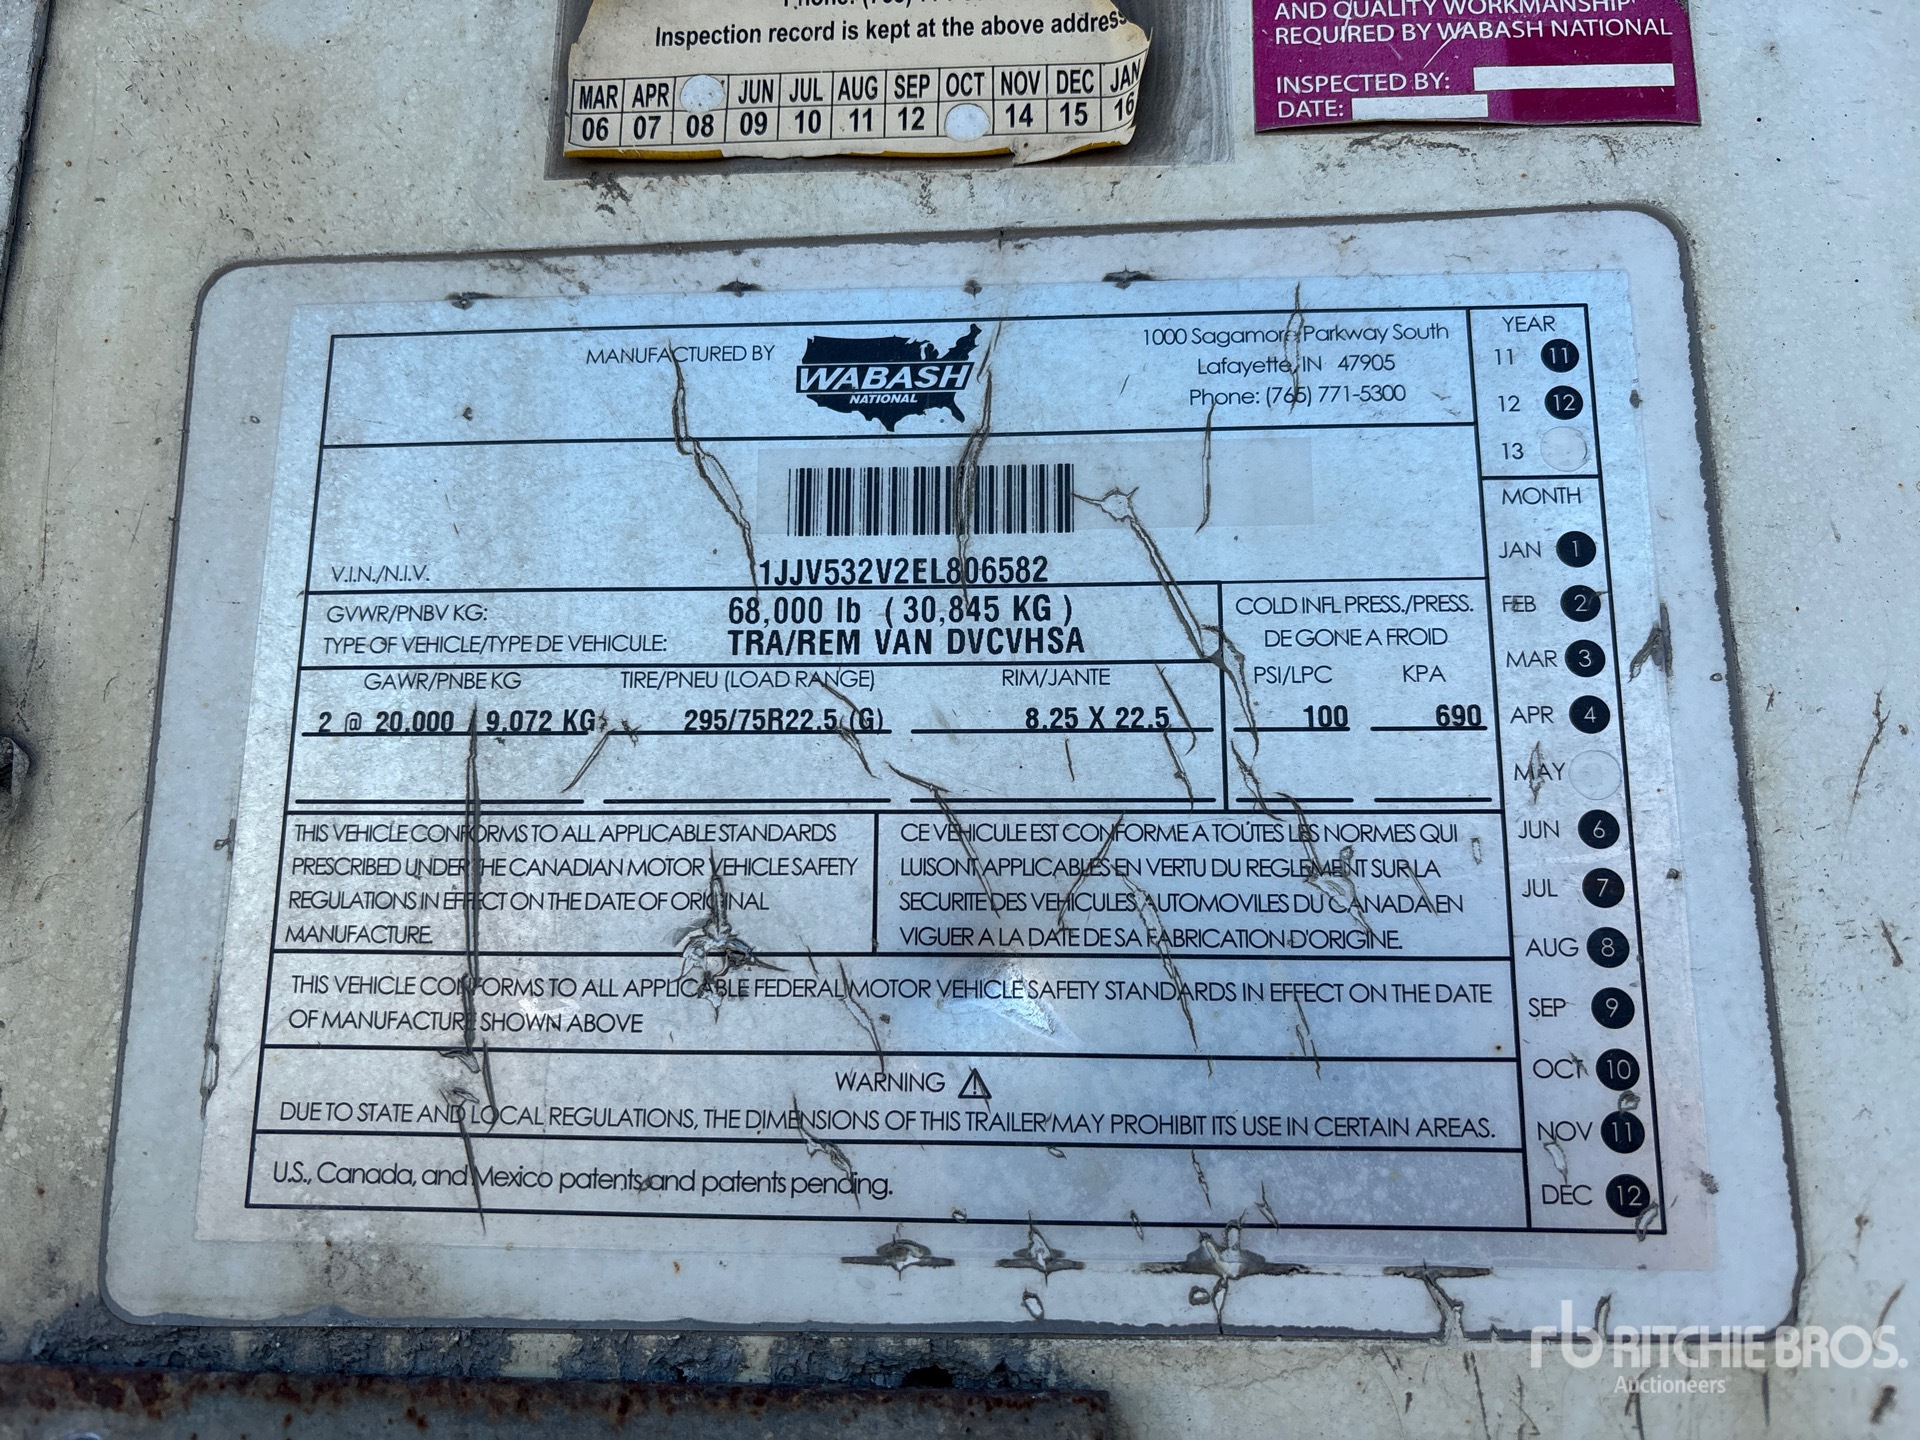 Inspection record is kept at the above address
MAR APR JUN JUL AUG SEP OCT NOV DEC JAN
06 07 08 09 10 11 12 14 15 16
AND QUALITY WORKMANSHIP
REQUIRED BY WABASH NATIONAL
INSPECTED BY:
DATE:
MANUFACTURED BY
WABASH
NATIONAL
1000 Sagamore Parkway South
Lafayette, IN 47905
Phone: (765) 771-5300
YEAR
11 11
12 12
13
V.I.N./N.I.V.
1JJV532V2EL806582
GVWR/PNBV KG:
68,000 lb ( 30,845 KG )
TYPE OF VEHICLE/TYPE DE VEHICULE:
TRA/REM VAN DVCVHSA
COLD INFL PRESS./PRESS.
DE GONE A FROID
PSI/LPC KPA
GAWR/PNBE KG TIRE/PNEU (LOAD RANGE) RIM/JANTE
2 @ 20,000 / 9,072 KG 295/75R22.5 (G) 8.25 X 22.5 100 690
THIS VEHICLE CONFORMS TO ALL APPLICABLE STANDARDS
PRESCRIBED UNDER THE CANADIAN MOTOR VEHICLE SAFETY
REGULATIONS IN EFFECT ON THE DATE OF ORIGINAL
MANUFACTURE.
CE VEHICULE EST CONFORME A TOUTES LES NORMES QUI
LUISONT APPLICABLES EN VERTU DU REGLEMENT SUR LA
SECURITE DES VEHICULES AUTOMOVILES DU CANADA EN
VIGUER A LA DATE DE SA FABRICATION D'ORIGINE.
THIS VEHICLE CONFORMS TO ALL APPLICABLE FEDERAL MOTOR VEHICLE SAFETY STANDARDS IN EFFECT ON THE DATE
OF MANUFACTURE SHOWN ABOVE
WARNING
DUE TO STATE AND LOCAL REGULATIONS, THE DIMENSIONS OF THIS TRAILER MAY PROHIBIT ITS USE IN CERTAIN AREAS.
U.S., Canada, and Mexico patents and patents pending.
MONTH
JAN 1
FEB 2
MAR 3
APR 4
MAY
JUN 6
JUL 7
AUG 8
SEP 9
OCT 10
NOV 11
DEC 12
rb RITCHIE BROS.
Auctioneers